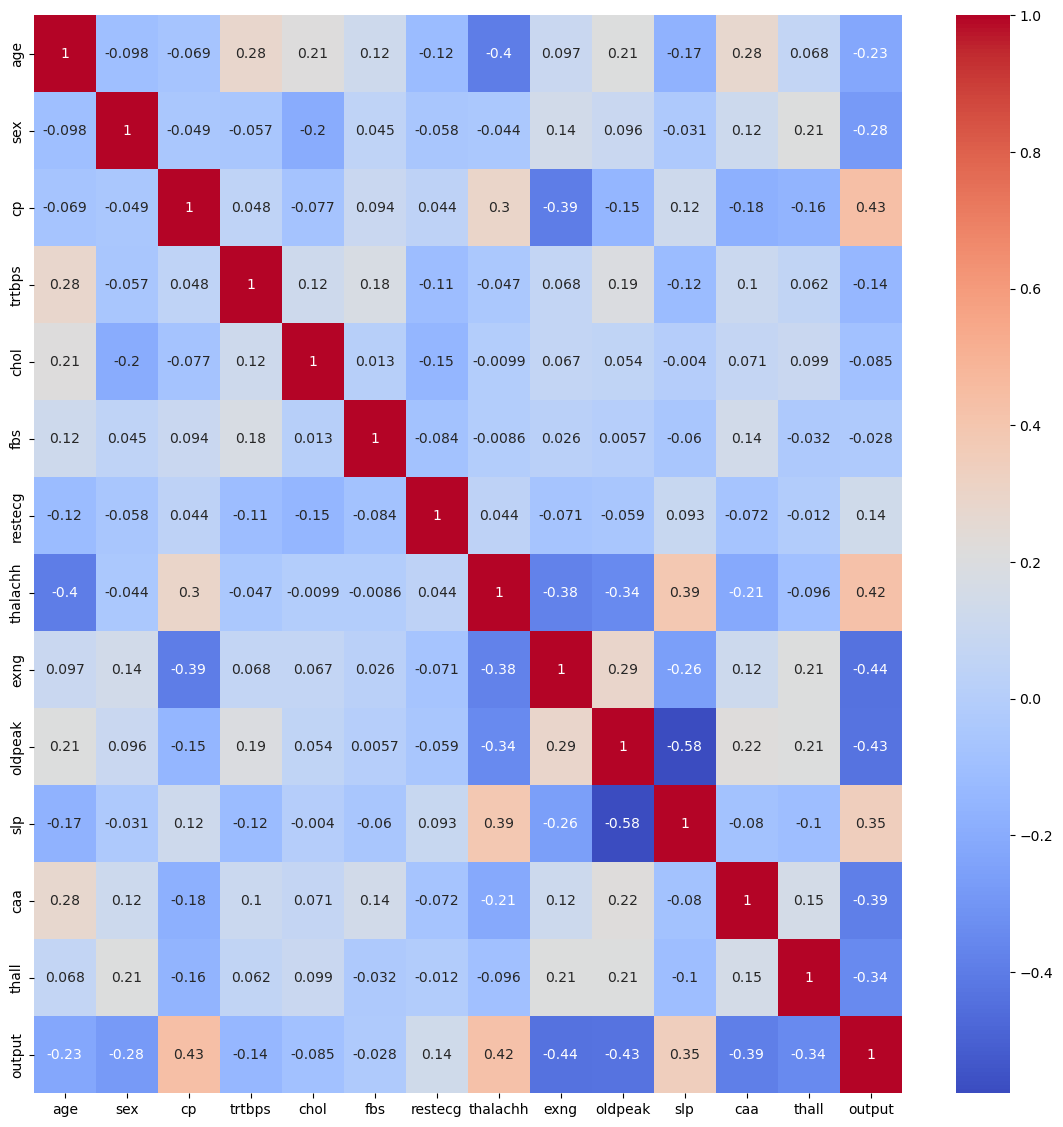 age 1 -0.098 -0.069 0.28 0.21 0.12 -0.12 -0.4 0.097 0.21 -0.17 0.28 0.068 -0.23
sex -0.098 1 -0.049 -0.057 -0.2 0.045 -0.058 -0.044 0.14 0.096 -0.031 0.12 0.21 -0.28
cp -0.069 -0.049 1 0.048 -0.077 0.094 0.044 0.3 -0.39 -0.15 0.12 -0.18 -0.16 0.43
trtbps 0.28 -0.057 0.048 1 0.12 0.18 -0.11 -0.047 0.068 0.19 -0.12 0.1 0.062 -0.14
chol 0.21 -0.2 -0.077 0.12 1 0.013 -0.15 -0.0099 0.067 0.054 -0.004 0.071 0.099 -0.085
fbs 0.12 0.045 0.094 0.18 0.013 1 -0.084 -0.0086 0.026 0.0057 -0.06 0.14 -0.032 -0.028
restecg -0.12 -0.058 0.044 -0.11 -0.15 -0.084 1 0.044 -0.071 -0.059 0.093 -0.072 -0.012 0.14
thalachh -0.4 -0.044 0.3 -0.047 -0.0099 -0.0086 0.044 1 -0.38 -0.34 0.39 -0.21 -0.096 0.42
exng 0.097 0.14 -0.39 0.068 0.067 0.026 -0.071 -0.38 1 0.29 -0.26 0.12 0.21 -0.44
oldpeak 0.21 0.096 -0.15 0.19 0.054 0.0057 -0.059 -0.34 0.29 1 -0.58 0.22 0.21 -0.43
slp -0.17 -0.031 0.12 -0.12 -0.004 -0.06 0.093 0.39 -0.26 -0.58 1 -0.08 -0.1 0.35
caa 0.28 0.12 -0.18 0.1 0.071 0.14 -0.072 -0.21 0.12 0.22 -0.08 1 0.15 -0.39
thall 0.068 0.21 -0.16 0.062 0.099 -0.032 -0.012 -0.096 0.21 0.21 -0.1 0.15 1 -0.34
output -0.23 -0.28 0.43 -0.14 -0.085 -0.028 0.14 0.42 -0.44 -0.43 0.35 -0.39 -0.34 1
age sex cp trtbps chol fbs restecg thalachh exng oldpeak slp caa thall output
1.0
0.8
0.6
0.4
0.2
0.0
−0.2
−0.4